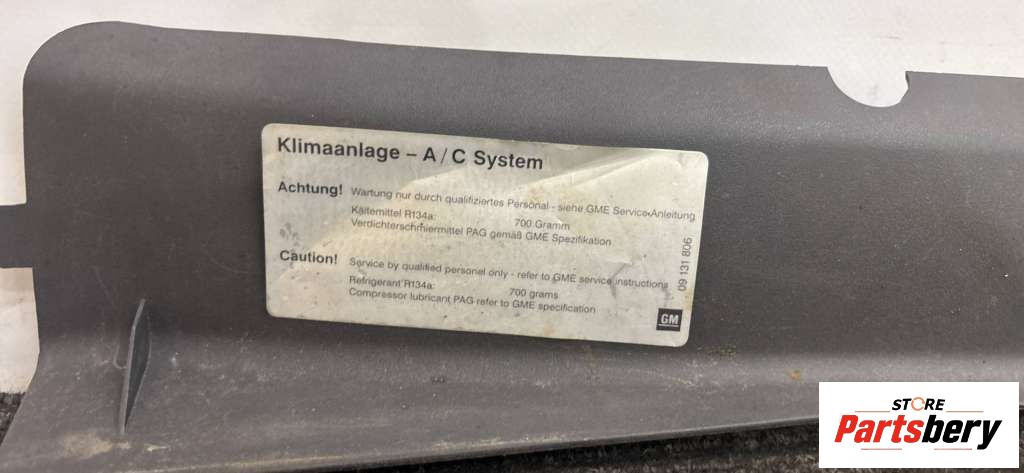 Klimaanlage – A / C System
Achtung! Wartung nur durch qualifiziertes Personal - siehe GME Service-Anleitung
Kältemittel R134a: 700 Gramm
Verdichterschmiermittel PAG gemäß GME Spezifikation
Caution! Service by qualified personel only - refer to GME service instructions
Refrigerant R134a: 700 grams
Compressor lubricant PAG refer to GME specification
09 131 806
GM
STORE
Partsbery